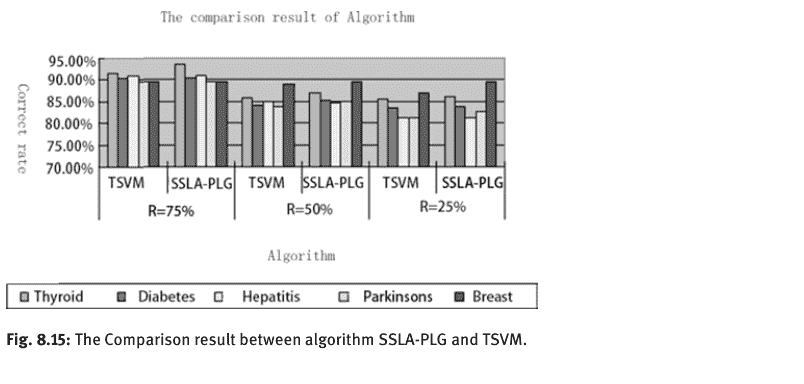 The comparison result of Algorithm
Correct rate
95.00%
90.00%
85.00%
80.00%
75.00%
70.00%
TSVM SSLA-PLG TSVM SSLA-PLG TSVM SSLA-PLG
R=75% R=50% R=25%
Algorithm
Thyroid Diabetes Hepatitis Parkinsons Breast
Fig. 8.15: The Comparison result between algorithm SSLA-PLG and TSVM.